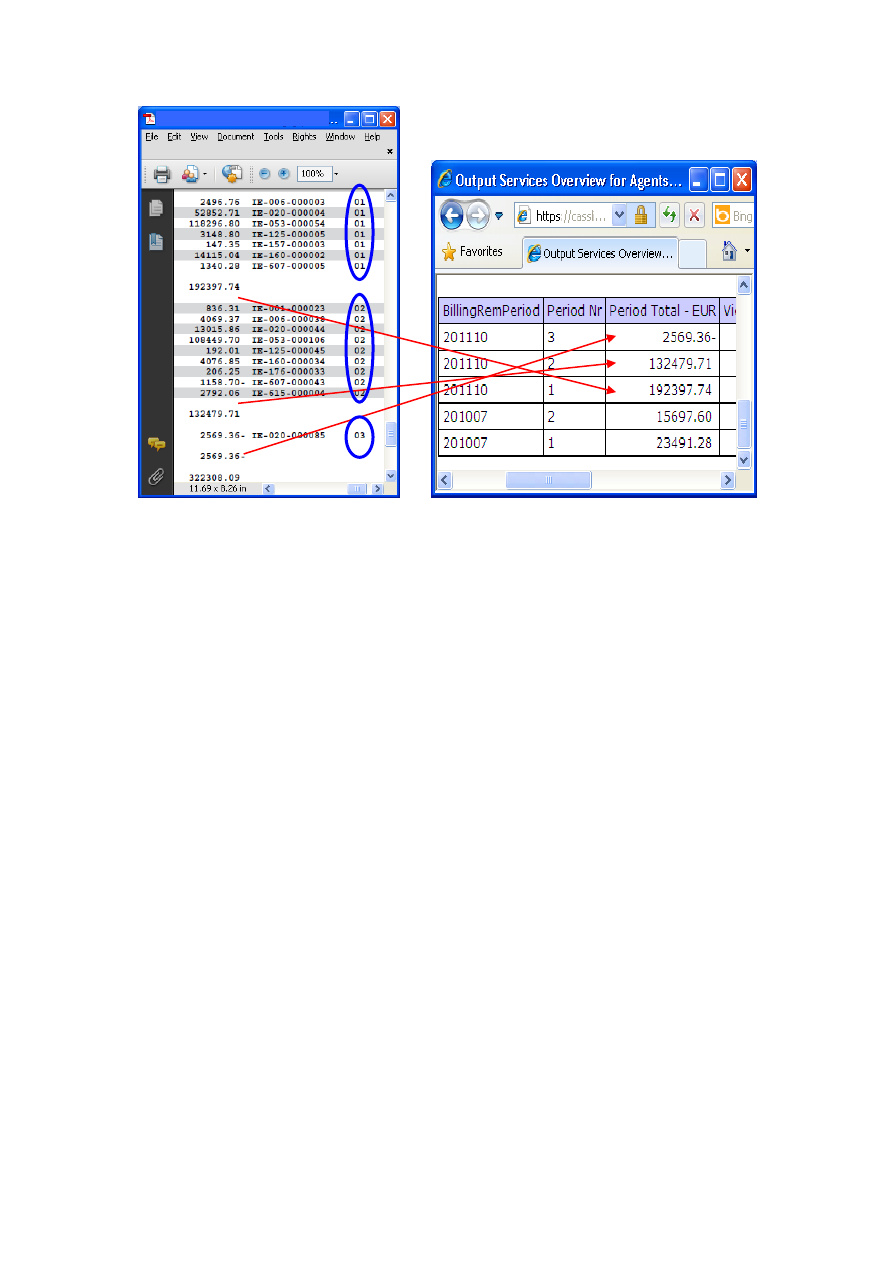 ..
File Edit View Document Tools Rights Window Help
100%
2496.76 IE-006-000003 01
52852.71 IE-020-000004 01
118296.80 IE-053-000054 01
3148.80 IE-125-000005 01
147.35 IE-157-000003 01
14115.04 IE-160-000002 01
1340.28 IE-607-000005 01
192397.74
836.31 IE-001-000023 02
4069.37 IE-006-000038 02
13015.86 IE-020-000044 02
108449.70 IE-053-000106 02
192.01 IE-125-000045 02
4076.85 IE-160-000034 02
206.25 IE-176-000033 02
1158.70- IE-607-000043 02
2792.06 IE-615-000004 02
132479.71
2569.36- IE-020-000085 03
2569.36-
322308.09
11.69 x 8.26 in
Output Services Overview for Agents...
https://cassl... Bing
Favorites Output Services Overview...
BillingRemPeriod Period Nr Period Total - EUR Vi
201110 3 2569.36-
201110 2 132479.71
201110 1 192397.74
201007 2 15697.60
201007 1 23491.28